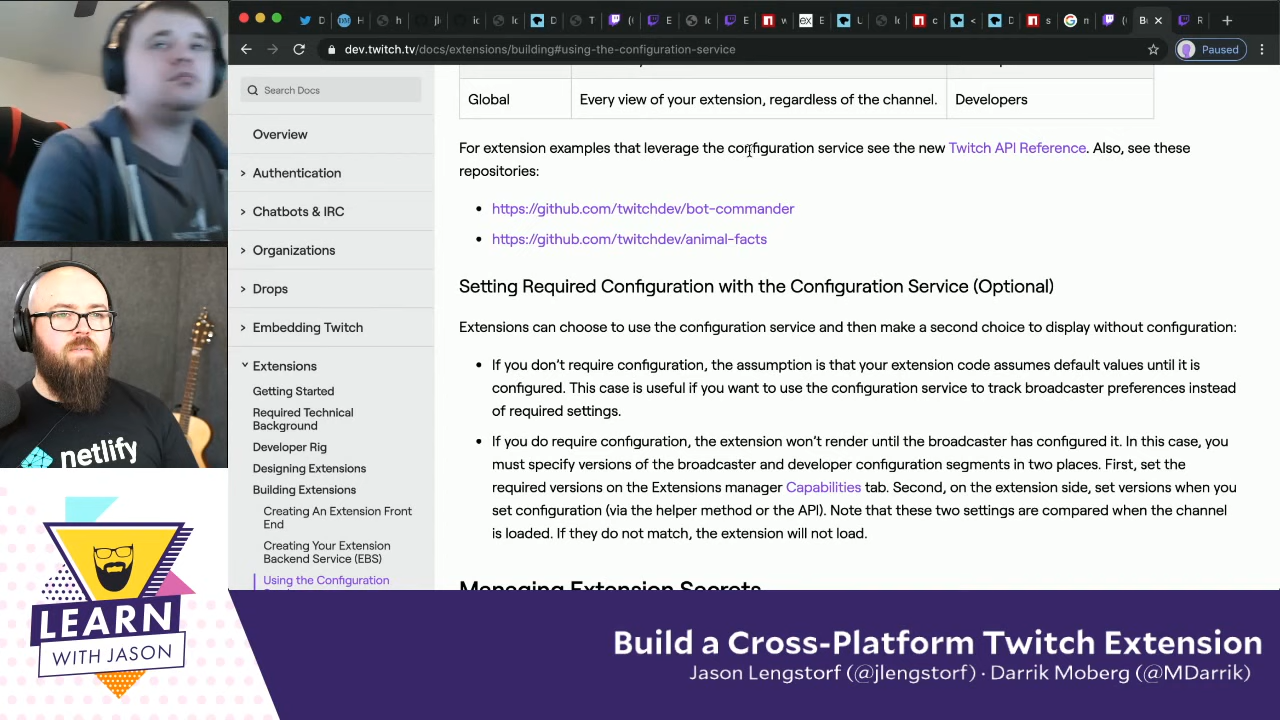 D
H
h
jl
ic
lc
D
T
(
E
lc
E
w
E
U
lc
c
<
D
s
m
(
B
R
dev.twitch.tv/docs/extensions/building#using-the-configuration-service
Paused
Search Docs
Overview
Authentication
Chatbots & IRC
Organizations
Drops
Embedding Twitch
Extensions
Getting Started
Required Technical
Background
Developer Rig
Designing Extensions
Building Extensions
Creating An Extension Front
End
Creating Your Extension
Backend Service (EBS)
Using the Configuration
Global
Every view of your extension, regardless of the channel.
Developers
For extension examples that leverage the configuration service see the new Twitch API Reference. Also, see these
repositories:
https://github.com/twitchdev/bot-commander
https://github.com/twitchdev/animal-facts
Setting Required Configuration with the Configuration Service (Optional)
Extensions can choose to use the configuration service and then make a second choice to display without configuration:
If you don’t require configuration, the assumption is that your extension code assumes default values until it is
configured. This case is useful if you want to use the configuration service to track broadcaster preferences instead
of required settings.
If you do require configuration, the extension won’t render until the broadcaster has configured it. In this case, you
must specify versions of the broadcaster and developer configuration segments in two places. First, set the
required versions on the Extensions manager Capabilities tab. Second, on the extension side, set versions when you
set configuration (via the helper method or the API). Note that these two settings are compared when the channel
is loaded. If they do not match, the extension will not load.
Managing Extension Secrets
netlify
LEARN
WITH JASON
Build a Cross-Platform Twitch Extension
Jason Lengstorf (@jlengstorf) · Darrik Moberg (@MDarrik)